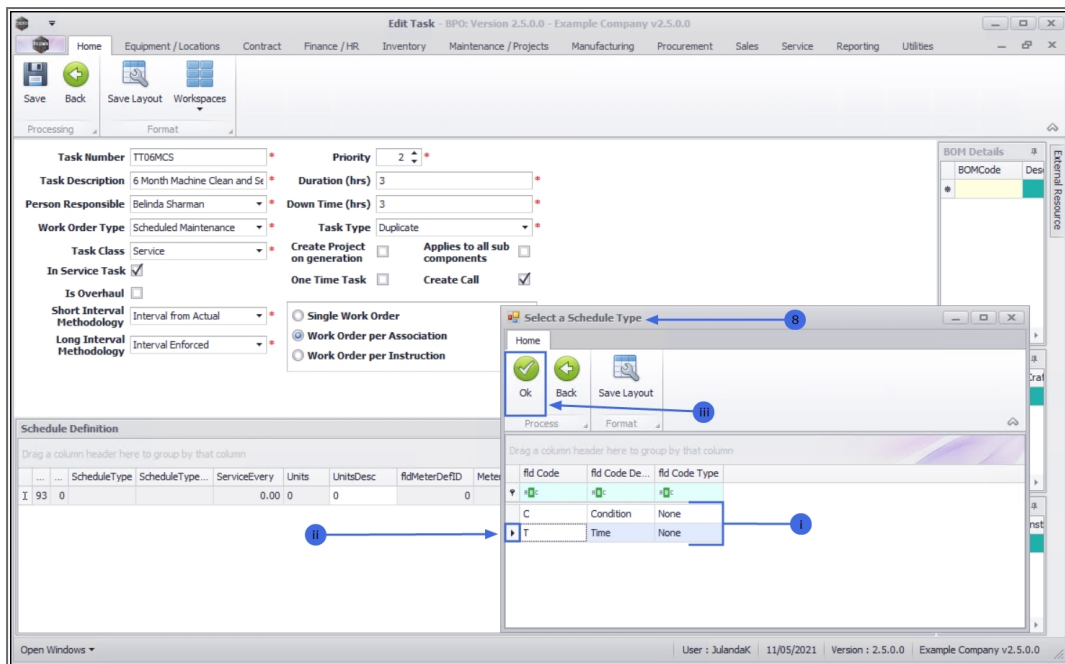 Edit Task - BPO: Version 2.5.0.0 - Example Company v2.5.0.0
Home Equipment / Locations Contract Finance / HR Inventory Maintenance / Projects Manufacturing Procurement Sales Service Reporting Utilities
Save Back Save Layout Workspaces
Processing Format
Task Number TT06MCS * Priority 2 *
Task Description 6 Month Machine Clean and Se * Duration (hrs) 3 *
Person Responsible Belinda Sharman * Down Time (hrs) 3 *
Work Order Type Scheduled Maintenance * Task Type Duplicate *
Task Class Service * Create Project on generation Applies to all sub components
In Service Task One Time Task Create Call
Is Overhaul
Short Interval Methodology Interval from Actual * Single Work Order
Long Interval Methodology Interval Enforced * Work Order per Association
Work Order per Instruction
BOM Details
BOMCode Des
External Resource
Craf
nst
Schedule Definition
Drag a column header here to group by that column
... ... ScheduleType ScheduleType... ServiceEvery Units UnitsDesc fldMeterDefID Meter
93 0 0.00 0 0 0
Select a Schedule Type 8
Home
Ok Back Save Layout
iii
Process Format
Drag a column header here to group by that column
fld Code fld Code De... fld Code Type
C Condition None
T Time None
i
ii
Open Windows User : JulandaK 11/05/2021 Version : 2.5.0.0 Example Company v2.5.0.0